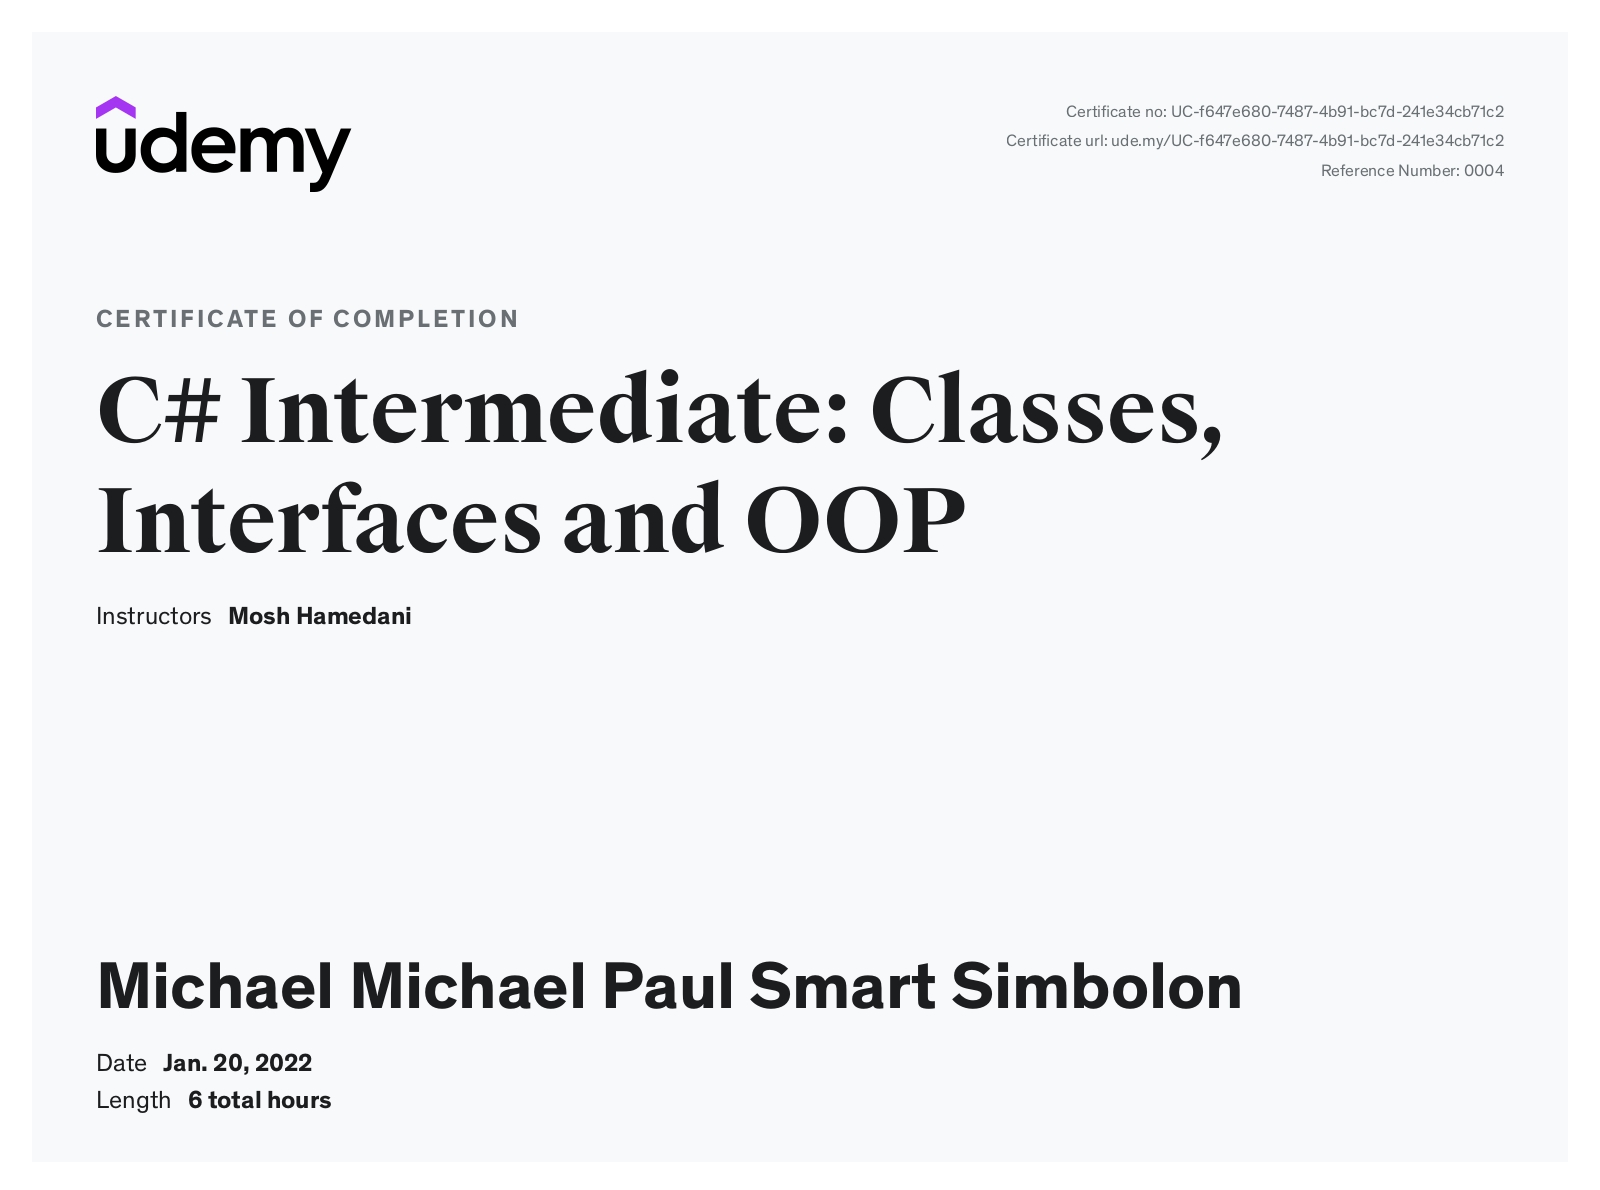 udemy
Certificate no: UC-f647e680-7487-4b91-bc7d-241e34cb71c2
Certificate url: ude.my/UC-f647e680-7487-4b91-bc7d-241e34cb71c2
Reference Number: 0004
CERTIFICATE OF COMPLETION
C# Intermediate: Classes,
Interfaces and OOP
Instructors Mosh Hamedani
Michael Michael Paul Smart Simbolon
Date Jan. 20, 2022
Length 6 total hours